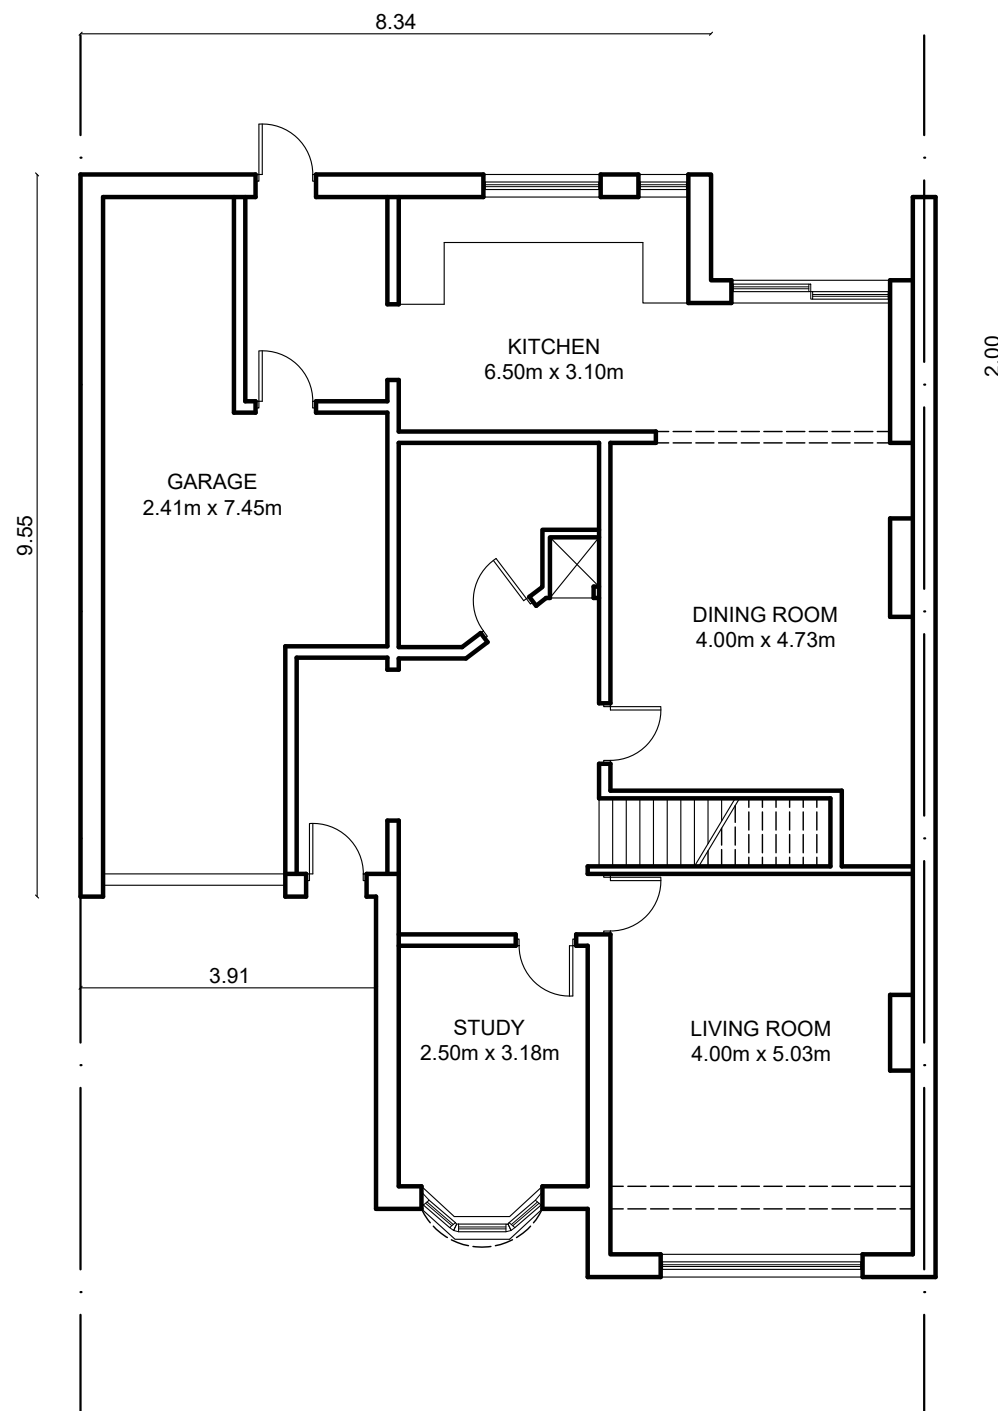 8.34
KITCHEN
6.50m x 3.10m
2.00
GARAGE
2.41m x 7.45m
9.55
DINING ROOM
4.00m x 4.73m
3.91
STUDY
2.50m x 3.18m
LIVING ROOM
4.00m x 5.03m